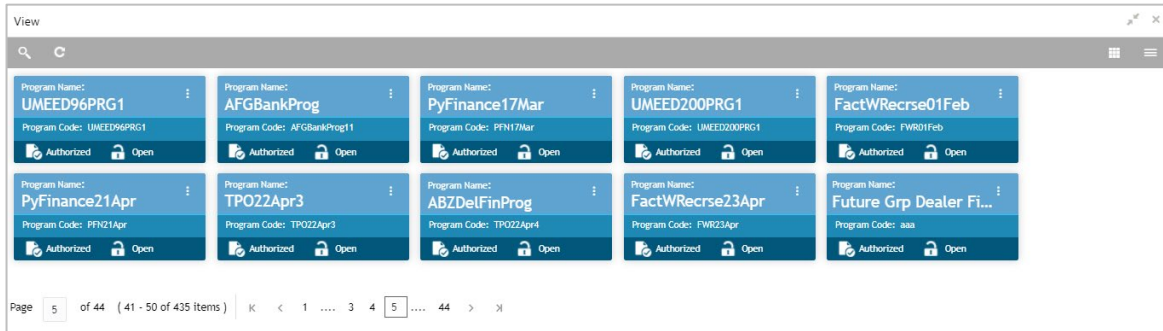 View
Program Name: Program Name: Program Name: Program Name: Program Name:
UMEED96PRG1 AFGBankProg PyFinance17Mar UMEED200PRG1 FactWRecrse01Feb
Program Code: UMEED96PRG1 Program Code: AFGBankProg11 Program Code: PFN17Mar Program Code: UMEED200PRG1 Program Code: FWR01Feb
Authorized Open Authorized Open Authorized Open Authorized Open Authorized Open
Program Name: Program Name: Program Name: Program Name: Program Name:
PyFinance21Apr TPO22Apr3 ABZDelFinProg FactWRecrse23Apr Future Grp Dealer Fi...
Program Code: PFN21Apr Program Code: TPO22Apr3 Program Code: TPO22Apr4 Program Code: FWR23Apr Program Code: aaa
Authorized Open Authorized Open Authorized Open Authorized Open Authorized Open
Page 5 of 44 ( 41 - 50 of 435 items ) 1 .... 3 4 5 .... 44